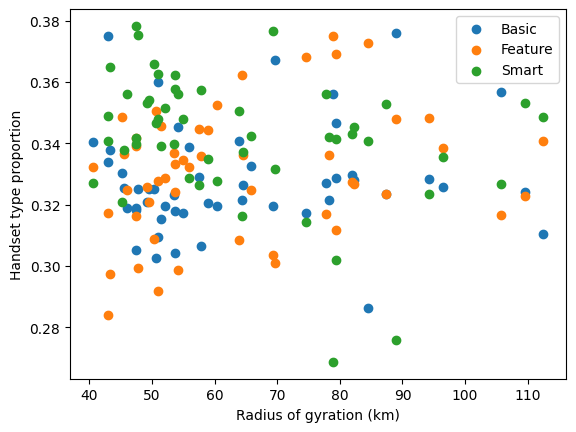 Basic
Feature
Smart
Handset type proportion
0.38
0.36
0.34
0.32
0.30
0.28
40 50 60 70 80 90 100 110
Radius of gyration (km)